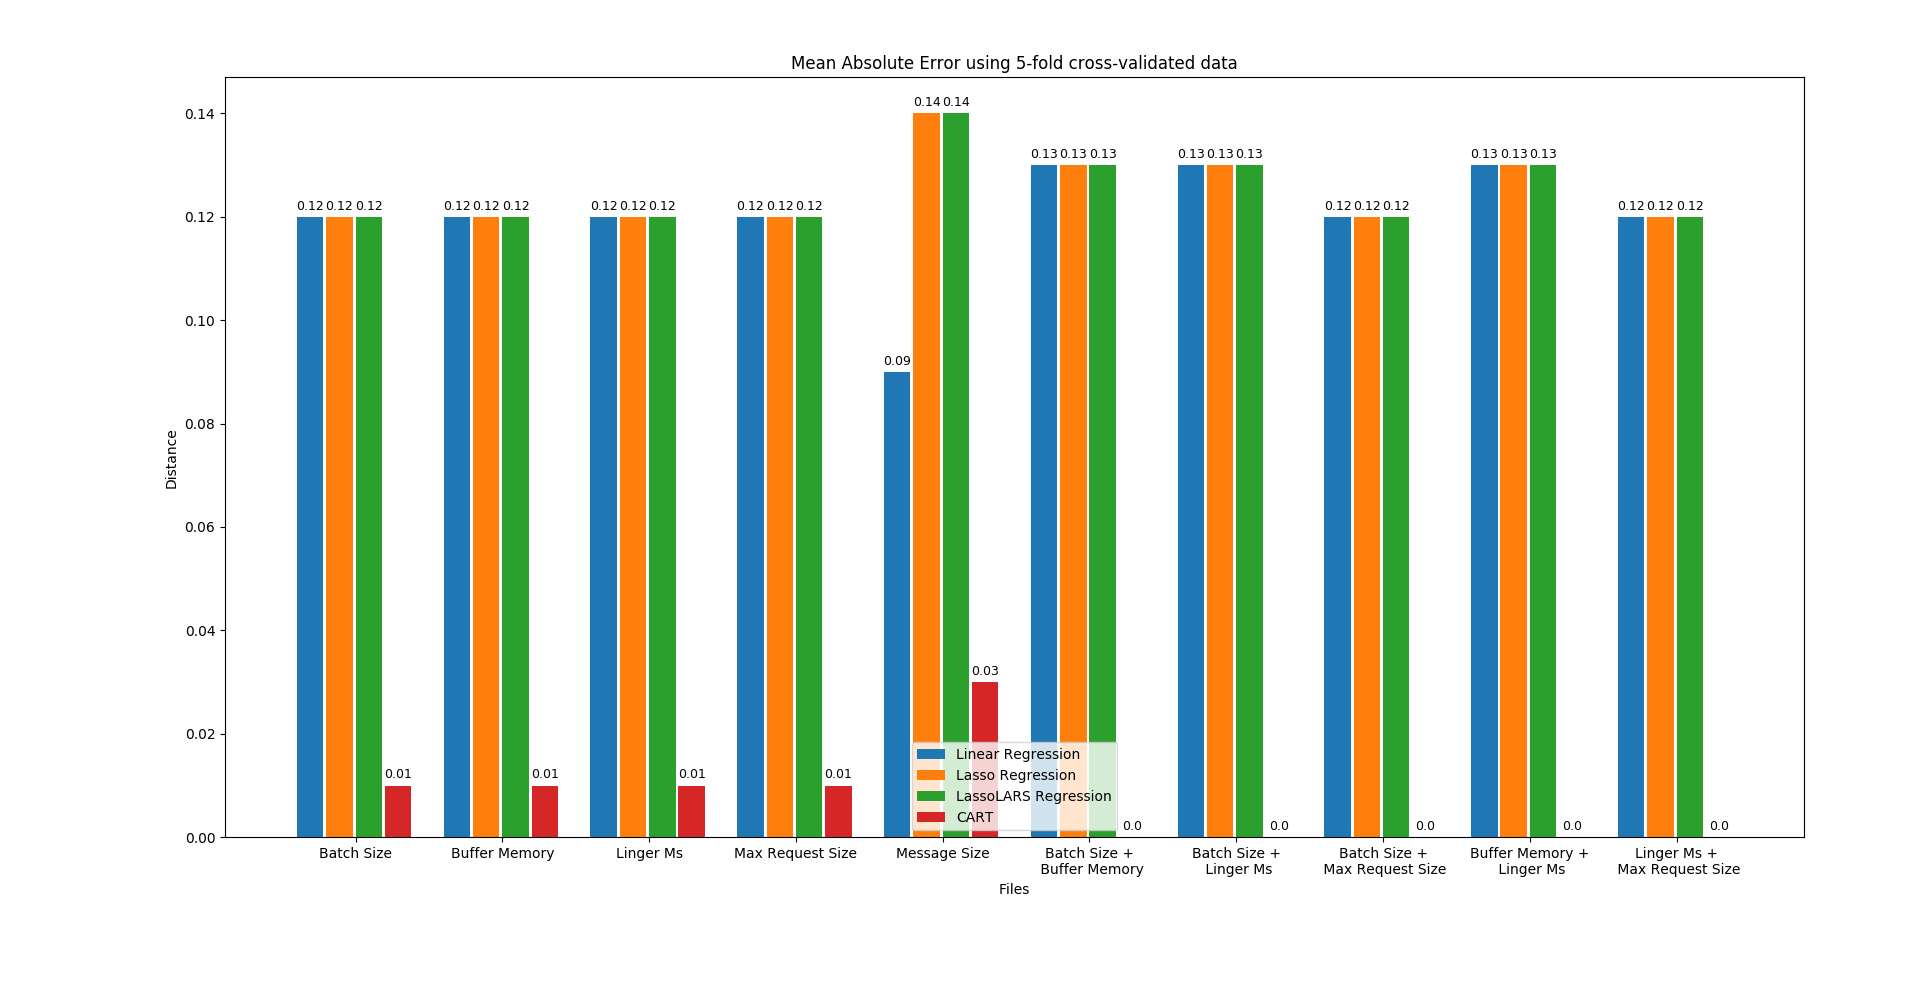 Mean Absolute Error using 5-fold cross-validated data
0.14
0.12
0.10
0.08
0.06
0.04
0.02
0.00
Distance
0.12 0.12 0.12 0.01
0.12 0.12 0.12 0.01
0.12 0.12 0.12 0.01
0.12 0.12 0.12 0.01
0.09 0.14 0.14 0.03
0.13 0.13 0.13 0.0
0.13 0.13 0.13 0.0
0.12 0.12 0.12 0.0
0.13 0.13 0.13 0.0
0.12 0.12 0.12 0.0
Linear Regression
Lasso Regression
LassoLARS Regression
CART
Batch Size
Buffer Memory
Linger Ms
Max Request Size
Message Size
Batch Size +
Buffer Memory
Batch Size +
Linger Ms
Batch Size +
Max Request Size
Buffer Memory +
Linger Ms
Linger Ms +
Max Request Size
Files